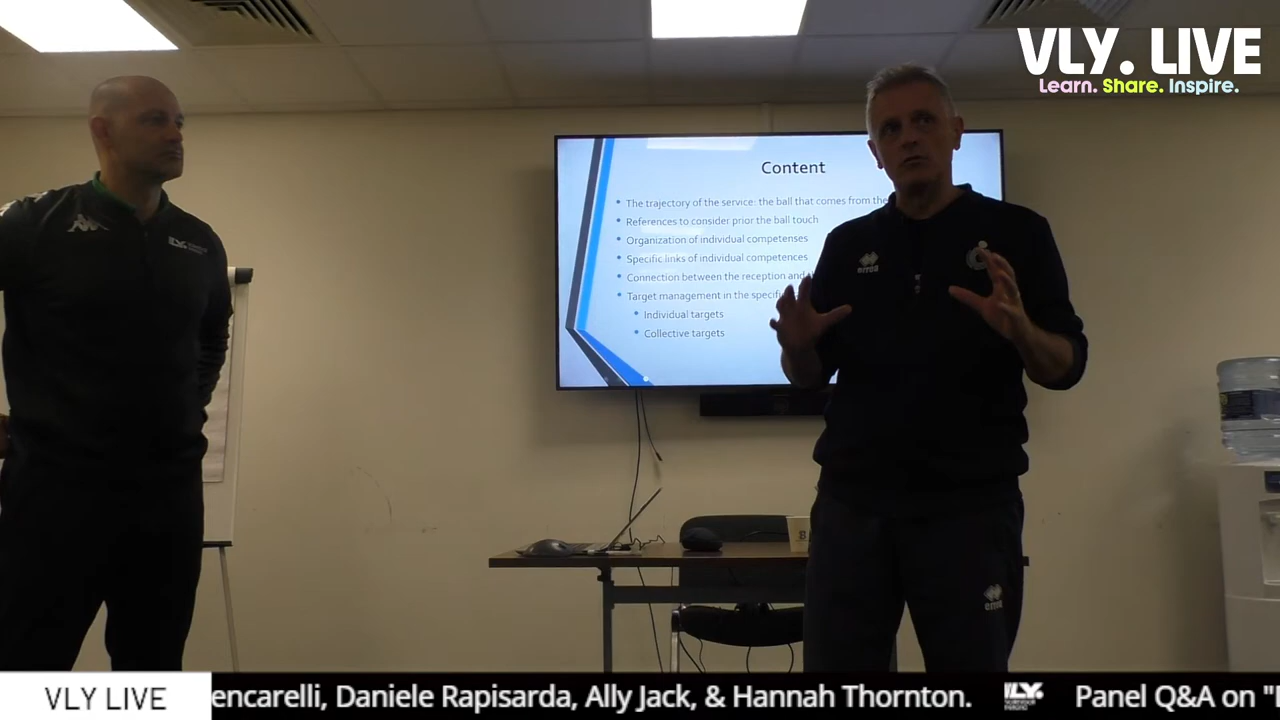 VLY. LIVE
Learn. Share. Inspire.
Content
• The trajectory of the service: the ball that comes from the
• References to consider prior the ball touch
• Organization of individual competenses
• Specific links of individual competences
• Connection between the reception and
• Target management in the specifi
• Individual targets
• Collective targets
errea
errea
VLY LIVE
encarelli, Daniele Rapisarda, Ally Jack, & Hannah Thornton.
Panel Q&A on "